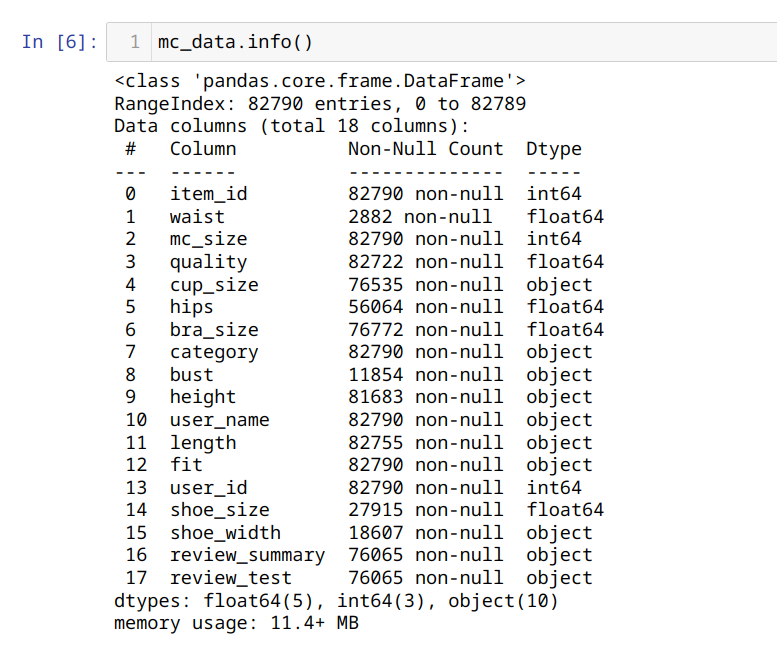 In [6]: 1 mc_data.info()
<class 'pandas.core.frame.DataFrame'>
RangeIndex: 82790 entries, 0 to 82789
Data columns (total 18 columns):
 #   Column          Non-Null Count  Dtype
---  ------          --------------  -----
 0   item_id         82790 non-null  int64
 1   waist           2882 non-null   float64
 2   mc_size         82790 non-null  int64
 3   quality         82722 non-null  float64
 4   cup_size        76535 non-null  object
 5   hips            56064 non-null  float64
 6   bra_size        76772 non-null  float64
 7   category        82790 non-null  object
 8   bust            11854 non-null  object
 9   height          81683 non-null  object
 10  user_name       82790 non-null  object
 11  length          82755 non-null  object
 12  fit             82790 non-null  object
 13  user_id         82790 non-null  int64
 14  shoe_size       27915 non-null  float64
 15  shoe_width      18607 non-null  object
 16  review_summary  76065 non-null  object
 17  review_test     76065 non-null  object
dtypes: float64(5), int64(3), object(10)
memory usage: 11.4+ MB